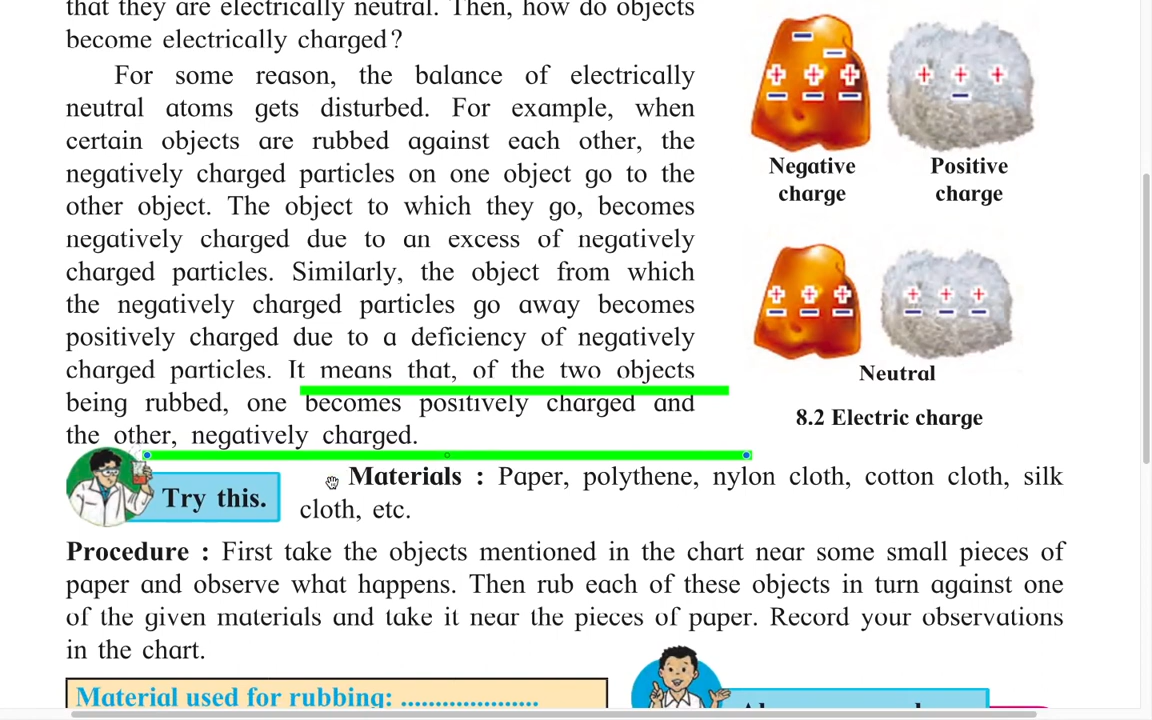 that they are electrically neutral. Then, how do objects
become electrically charged?
For some reason, the balance of electrically
neutral atoms gets disturbed. For example, when
certain objects are rubbed against each other, the
negatively charged particles on one object go to the
other object. The object to which they go, becomes
negatively charged due to an excess of negatively
charged particles. Similarly, the object from which
the negatively charged particles go away becomes
positively charged due to a deficiency of negatively
charged particles. It means that, of the two objects
being rubbed, one becomes positively charged and
the other, negatively charged.
Negative
charge
Positive
charge
Neutral
8.2 Electric charge
Try this.
Materials : Paper, polythene, nylon cloth, cotton cloth, silk
cloth, etc.
Procedure : First take the objects mentioned in the chart near some small pieces of
paper and observe what happens. Then rub each of these objects in turn against one
of the given materials and take it near the pieces of paper. Record your observations
in the chart.
Material used for rubbing: ....................